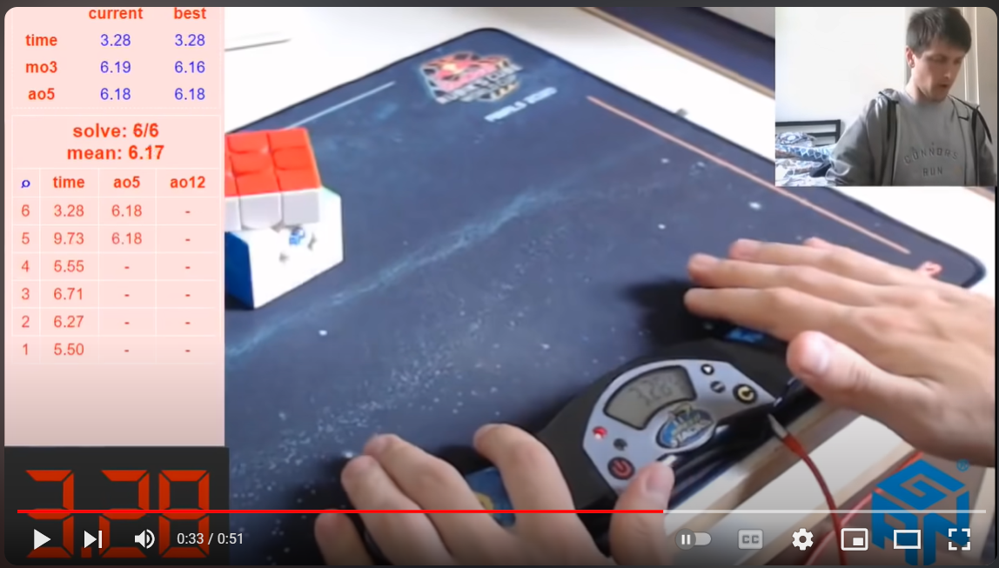 current best
time 3.28 3.28
mo3 6.19 6.16
ao5 6.18 6.18
solve: 6/6
mean: 6.17
time ao5 ao12
6 3.28 6.18 -
5 9.73 6.18 -
4 5.55 - -
3 6.71 - -
2 6.27 - -
1 5.50 - -
3.28
CONNORS
RUN
3.28
GAN
®
0:33 / 0:51
CC